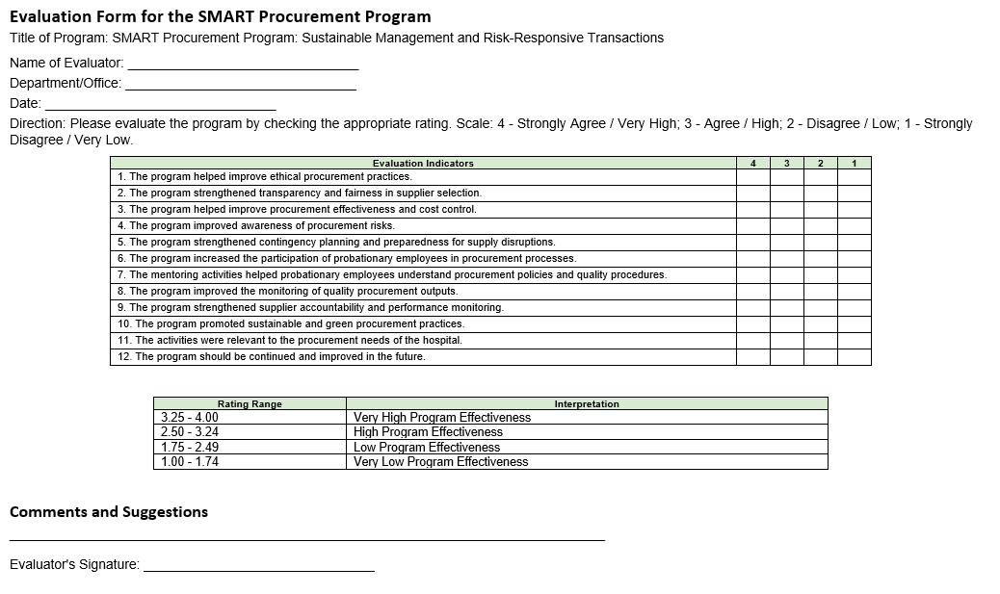 Evaluation Form for the SMART Procurement Program
Title of Program: SMART Procurement Program: Sustainable Management and Risk-Responsive Transactions
Name of Evaluator: ______________________________
Department/Office: ______________________________
Date: ______________________________
Direction: Please evaluate the program by checking the appropriate rating. Scale: 4 - Strongly Agree / Very High; 3 - Agree / High; 2 - Disagree / Low; 1 - Strongly
Disagree / Very Low.
Evaluation Indicators 4 3 2 1
1. The program helped improve ethical procurement practices.
2. The program strengthened transparency and fairness in supplier selection.
3. The program helped improve procurement effectiveness and cost control.
4. The program improved awareness of procurement risks.
5. The program strengthened contingency planning and preparedness for supply disruptions.
6. The program increased the participation of probationary employees in procurement processes.
7. The mentoring activities helped probationary employees understand procurement policies and quality procedures.
8. The program improved the monitoring of quality procurement outputs.
9. The program strengthened supplier accountability and performance monitoring.
10. The program promoted sustainable and green procurement practices.
11. The activities were relevant to the procurement needs of the hospital.
12. The program should be continued and improved in the future.
Rating Range Interpretation
3.25 - 4.00 Very High Program Effectiveness
2.50 - 3.24 High Program Effectiveness
1.75 - 2.49 Low Program Effectiveness
1.00 - 1.74 Very Low Program Effectiveness
Comments and Suggestions
Evaluator's Signature: ______________________________